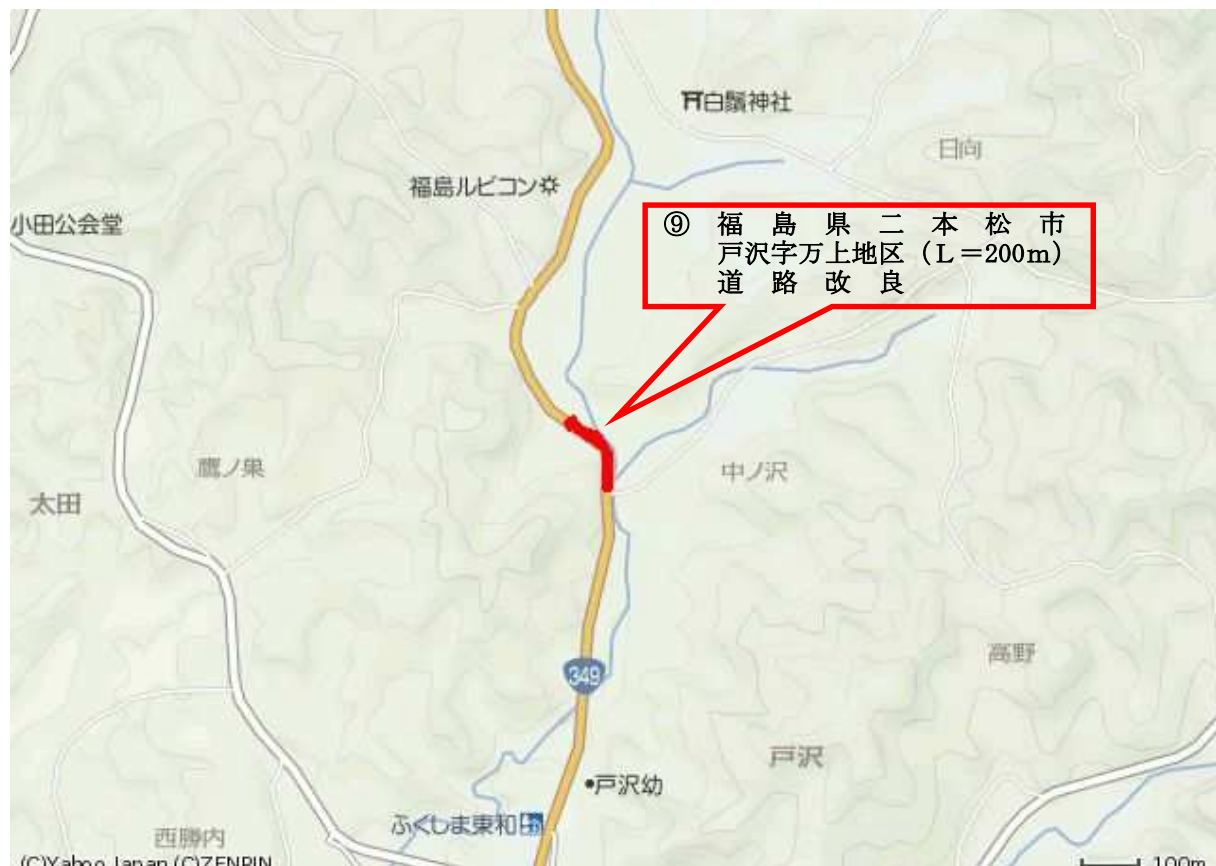 白鬚神社
日向
福島ルビコン
小田公会堂
⑨ 福島県二本松市
戸沢字万上地区（L＝200m）
道路改良
鷹ノ巣
中ノ沢
太田
高野
349
戸沢
戸沢幼
ふくしま東和
西勝内
(C)Yahoo Japan (C)ZENRIN
100m